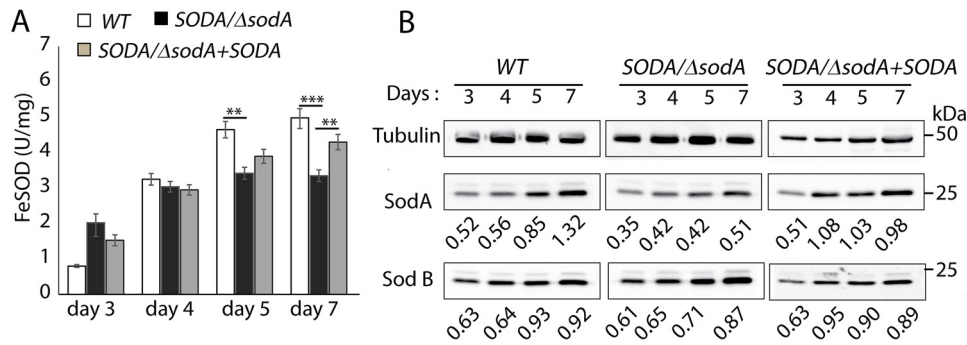 A
WT
SODA/ΔsodA
SODA/ΔsodA+SODA
FeSOD (U/mg)
7
6
5
4
3
2
1
0
** *** **
day 3 day 4 day 5 day 7
B
WT SODA/ΔsodA SODA/ΔsodA+SODA
Days : 3 4 5 7 3 4 5 7 3 4 5 7 kDa
Tubulin 50
SodA 25
0.52 0.56 0.85 1.32 0.35 0.42 0.42 0.51 0.51 1.08 1.03 0.98
Sod B 25
0.63 0.64 0.93 0.92 0.61 0.65 0.71 0.87 0.63 0.95 0.90 0.89